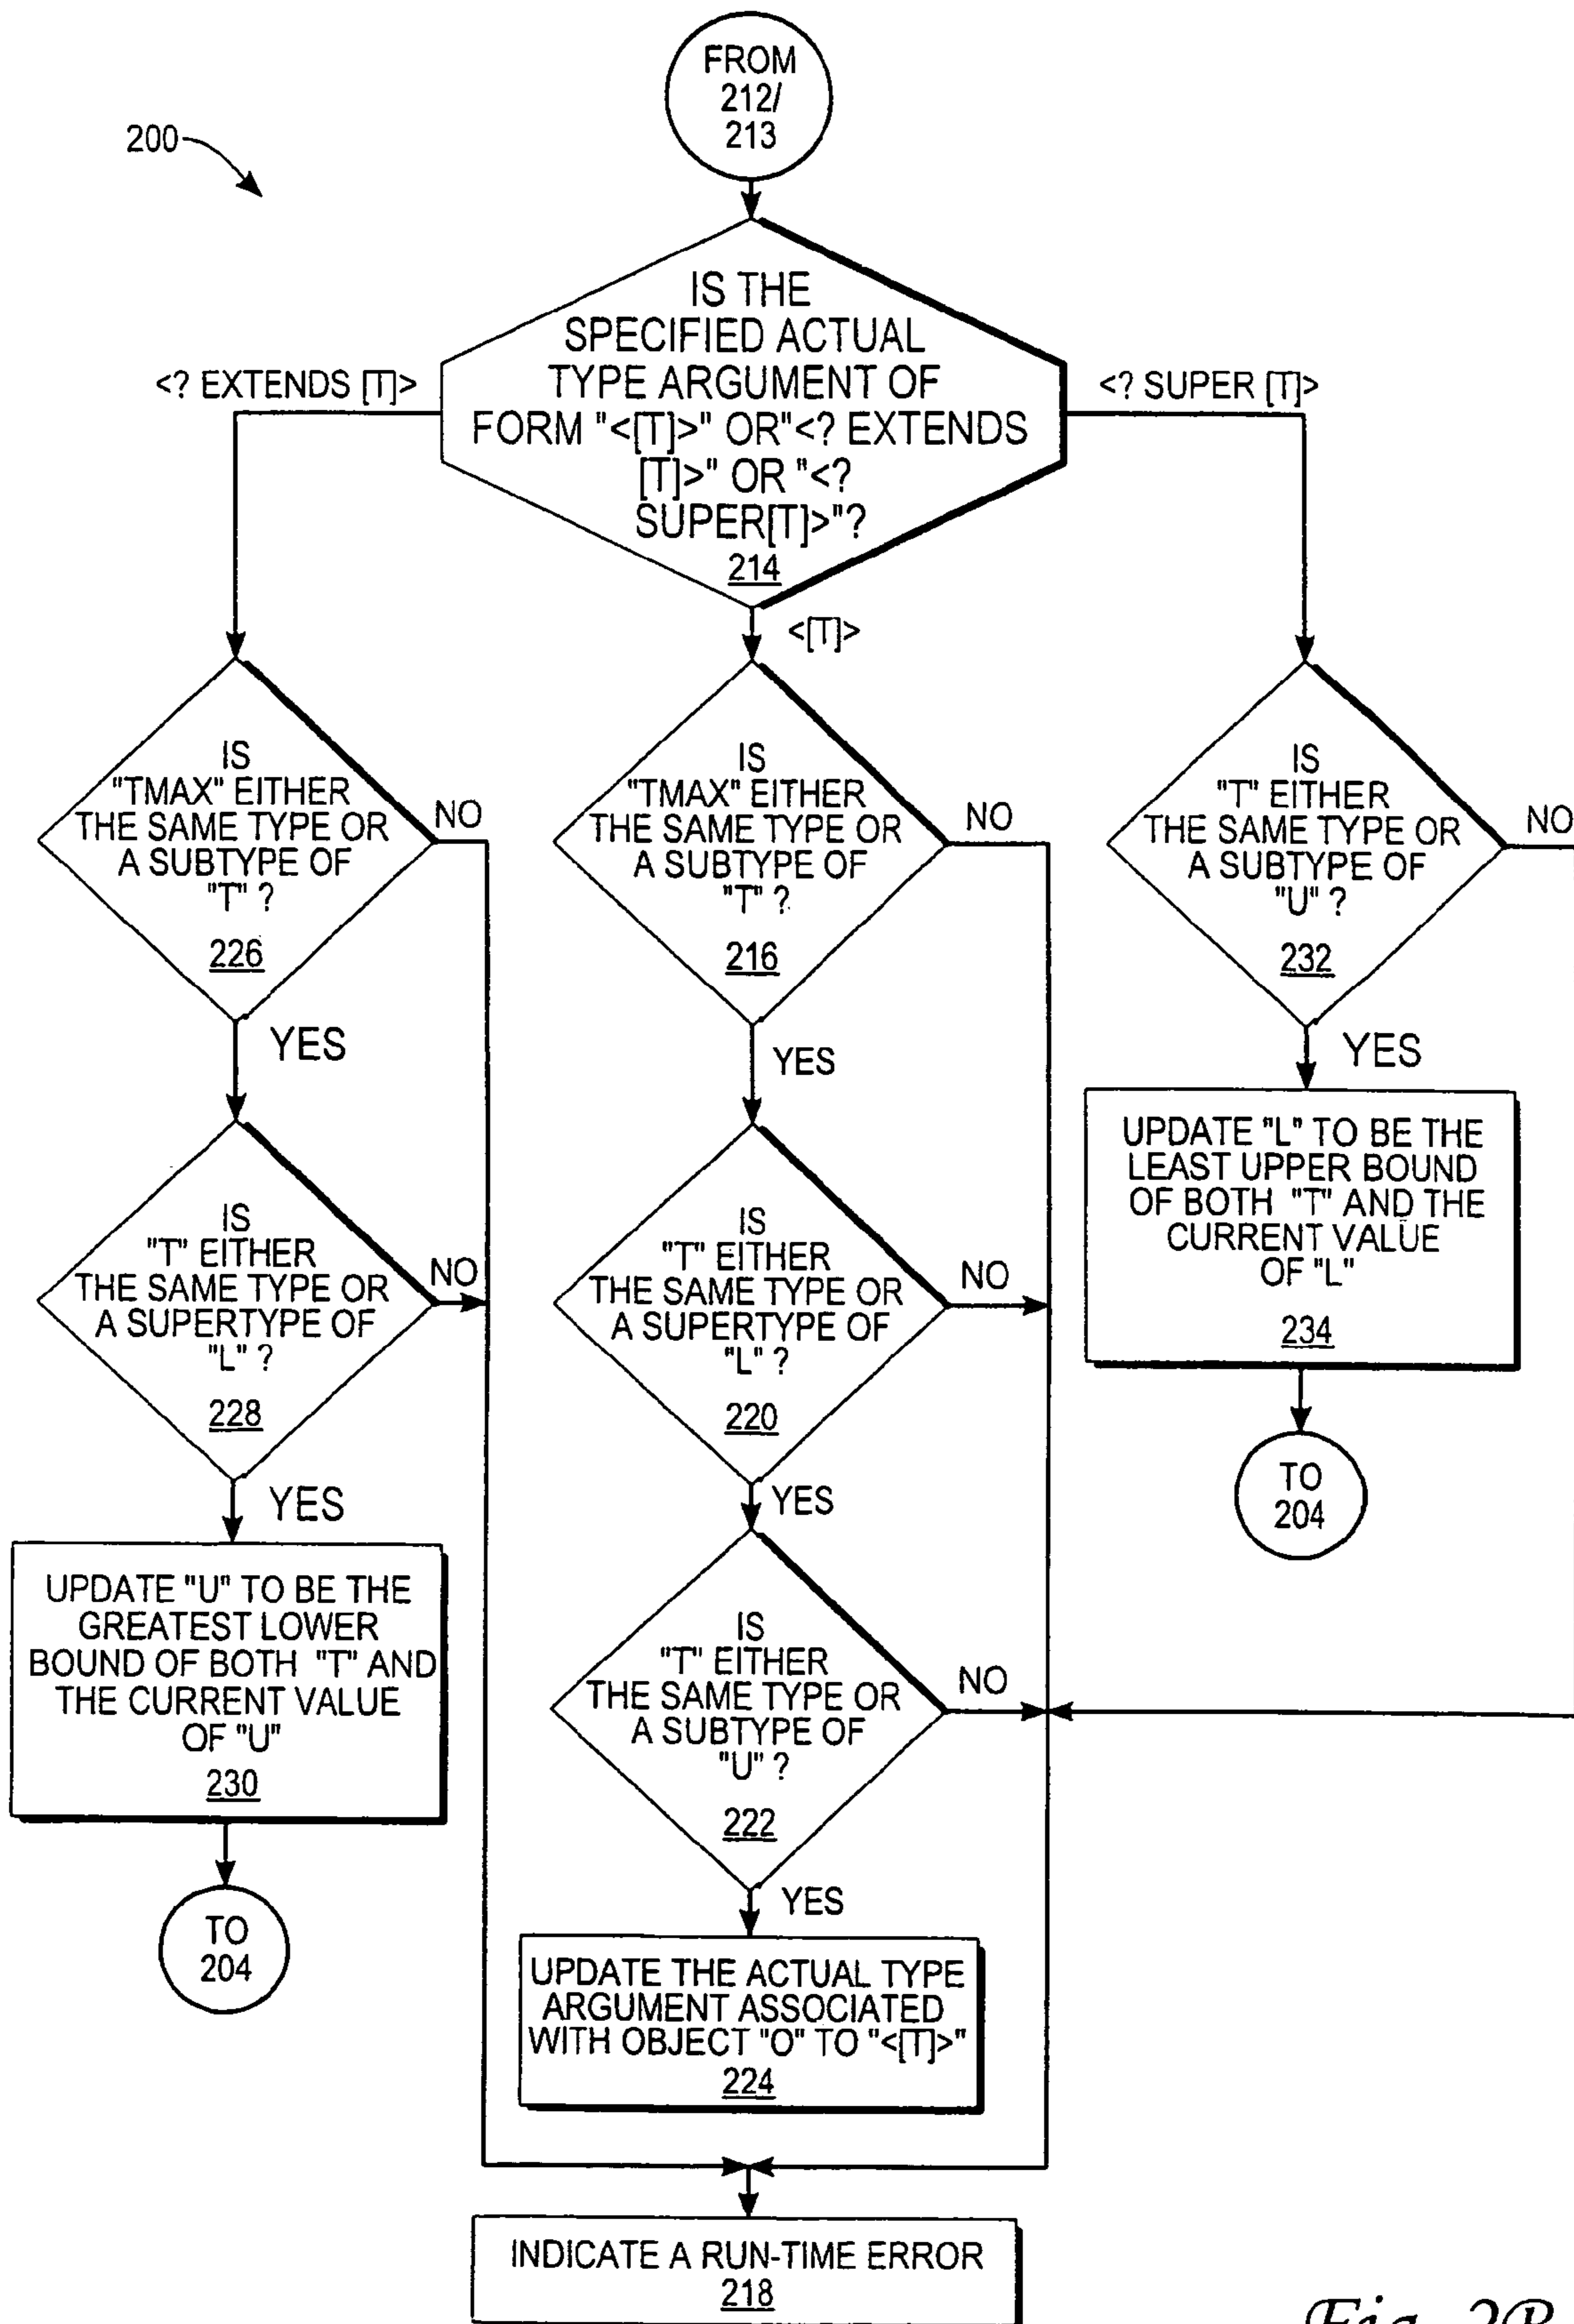 FROM
212/
213
200
IS THE
SPECIFIED ACTUAL
TYPE ARGUMENT OF
FORM "<[T]>" OR"<? EXTENDS
[T]>" OR "<?
SUPER[T]>"?
214
<? EXTENDS [T]>
<? SUPER [T]>
<[T]>
IS
"TMAX" EITHER
THE SAME TYPE OR
A SUBTYPE OF
"T" ?
226
NO
YES
IS
"TMAX" EITHER
THE SAME TYPE OR
A SUBTYPE OF
"T" ?
216
NO
YES
IS
"T" EITHER
THE SAME TYPE OR
A SUBTYPE OF
"U" ?
232
NO
YES
IS
"T" EITHER
THE SAME TYPE OR
A SUPERTYPE OF
"L" ?
228
NO
YES
IS
"T" EITHER
THE SAME TYPE OR
A SUPERTYPE OF
"L" ?
220
NO
YES
UPDATE "L" TO BE THE
LEAST UPPER BOUND
OF BOTH "T" AND THE
CURRENT VALUE
OF "L"
234
TO
204
UPDATE "U" TO BE THE
GREATEST LOWER
BOUND OF BOTH "T" AND
THE CURRENT VALUE
OF "U"
230
TO
204
IS
"T" EITHER
THE SAME TYPE OR
A SUBTYPE OF
"U" ?
222
NO
YES
UPDATE THE ACTUAL TYPE
ARGUMENT ASSOCIATED
WITH OBJECT "O" TO "<[T]>"
224
INDICATE A RUN-TIME ERROR
218
Fig. 2B